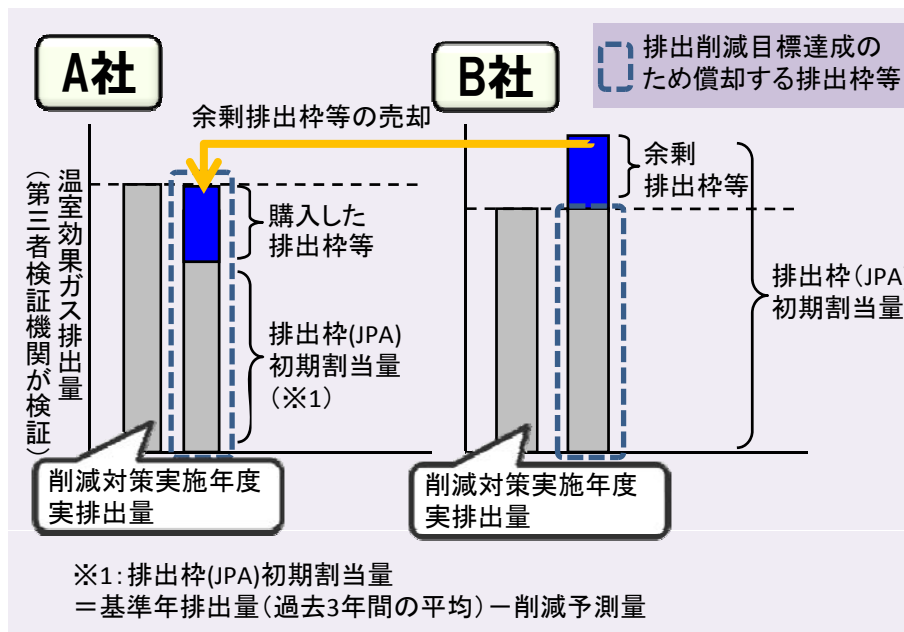 A社
B社
排出削減目標達成の
ため償却する排出枠等
余剰排出枠等の売却
温室効果ガス排出量
（第三者検証機関が検証）
購入した
排出枠等
排出枠(JPA)
初期割当量
（※1）
余剰
排出枠等
排出枠（JPA
初期割当量
削減対策実施年度
実排出量
削減対策実施年度
実排出量
※1：排出枠(JPA)初期割当量
＝基準年排出量（過去3年間の平均）－削減予測量